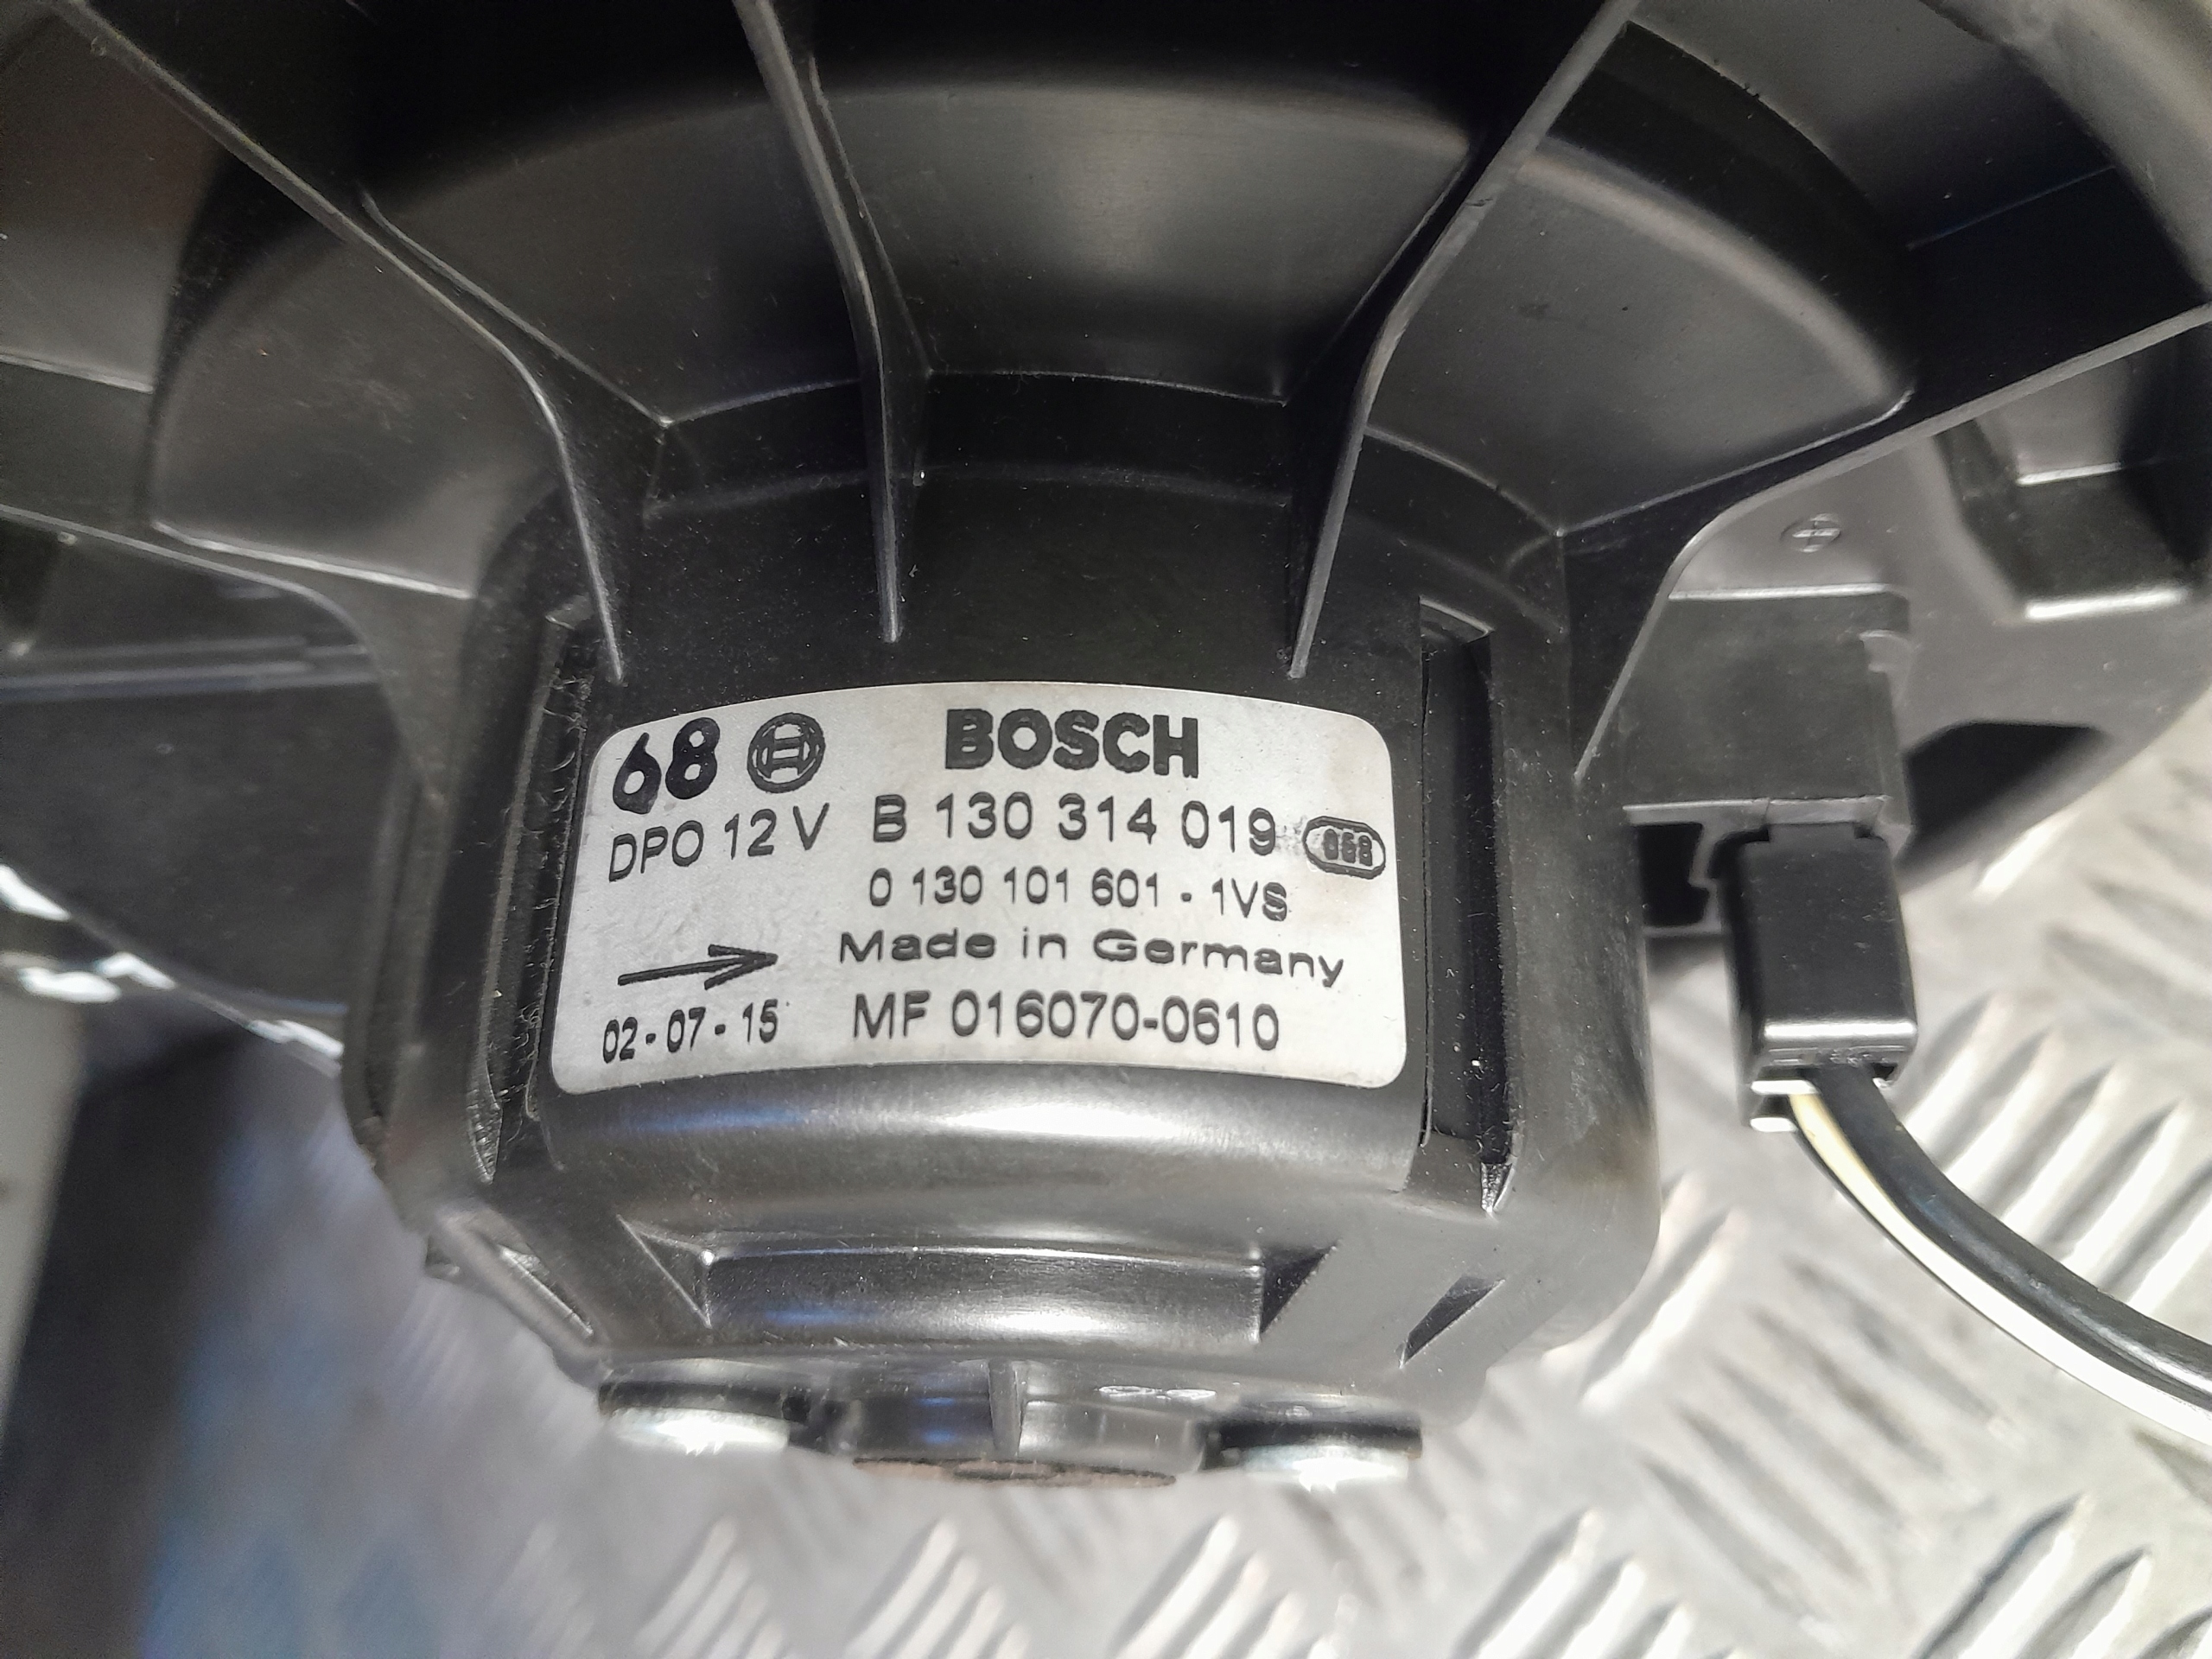 68 BOSCH
DPO 12 V B 130 314 019
0 130 101 601 - 1VS
Made in Germany
02-07-15 MF 016070-0610